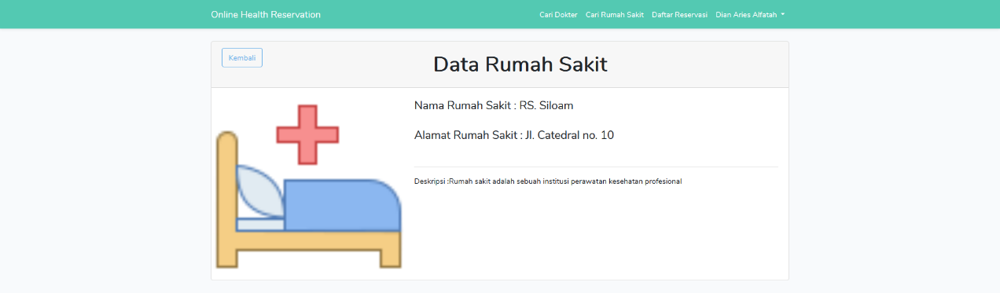 Online Health Reservation
Cari Dokter Cari Rumah Sakit Daftar Reservasi Dian Aries Alfatah
Kembali
Data Rumah Sakit
Nama Rumah Sakit : RS. Siloam
Alamat Rumah Sakit : Jl. Catedral no. 10
Deskripsi :Rumah sakit adalah sebuah institusi perawatan kesehatan profesional